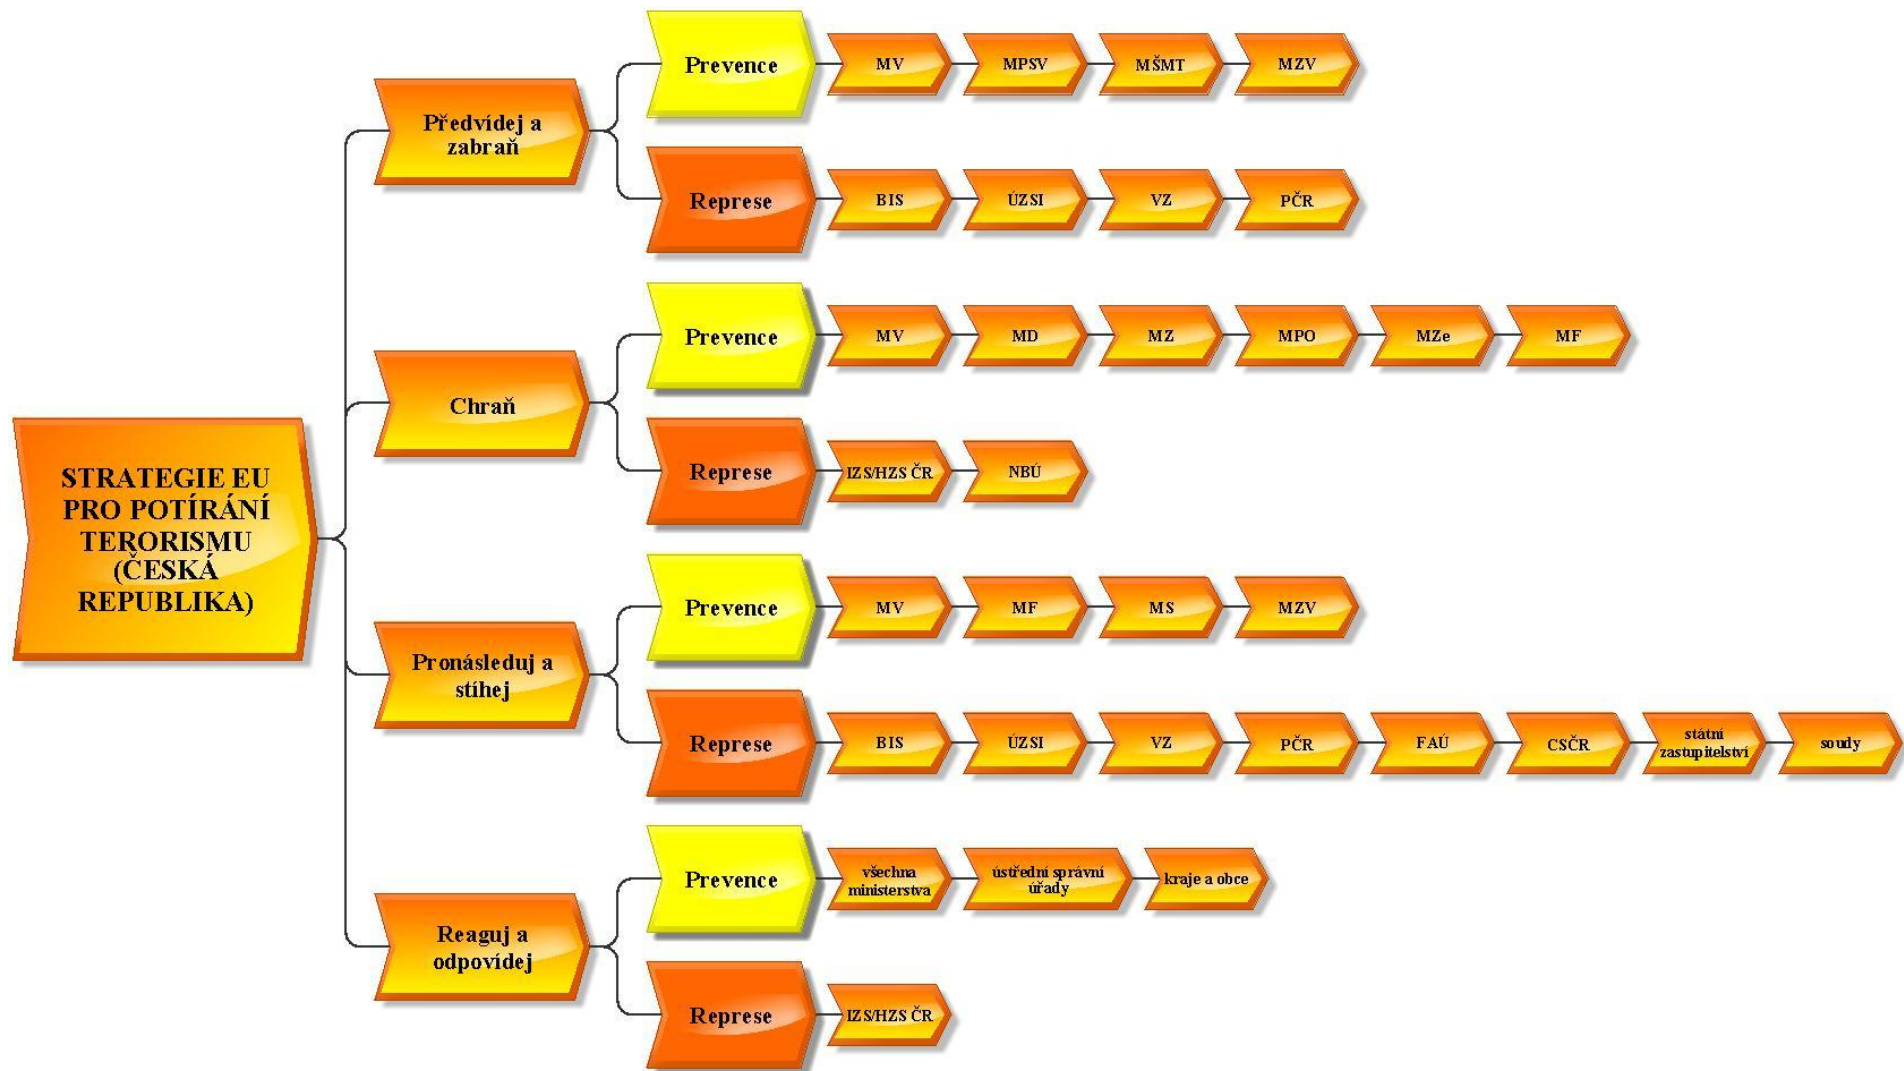 STRATEGIE EU
PRO POTÍRÁNÍ
TERORISMU
(ČESKÁ
REPUBLIKA)
Předvídej a
zabraň
Prevence
MV
MPSV
MŠMT
MZV
Represe
BIS
ÚZSI
VZ
PČR
Chraň
Prevence
MV
MD
MZ
MPO
MZe
MF
Represe
IZS/HZS ČR
NBÚ
Pronásleduj a
stíhej
Prevence
MV
MF
MS
MZV
Represe
BIS
ÚZSI
VZ
PČR
FAÚ
CSČR
státní
zastupitelství
soudy
Reaguj a
odpovídej
Prevence
všechna
ministerstva
ústřední správní
úřady
kraje a obce
Represe
IZS/HZS ČR